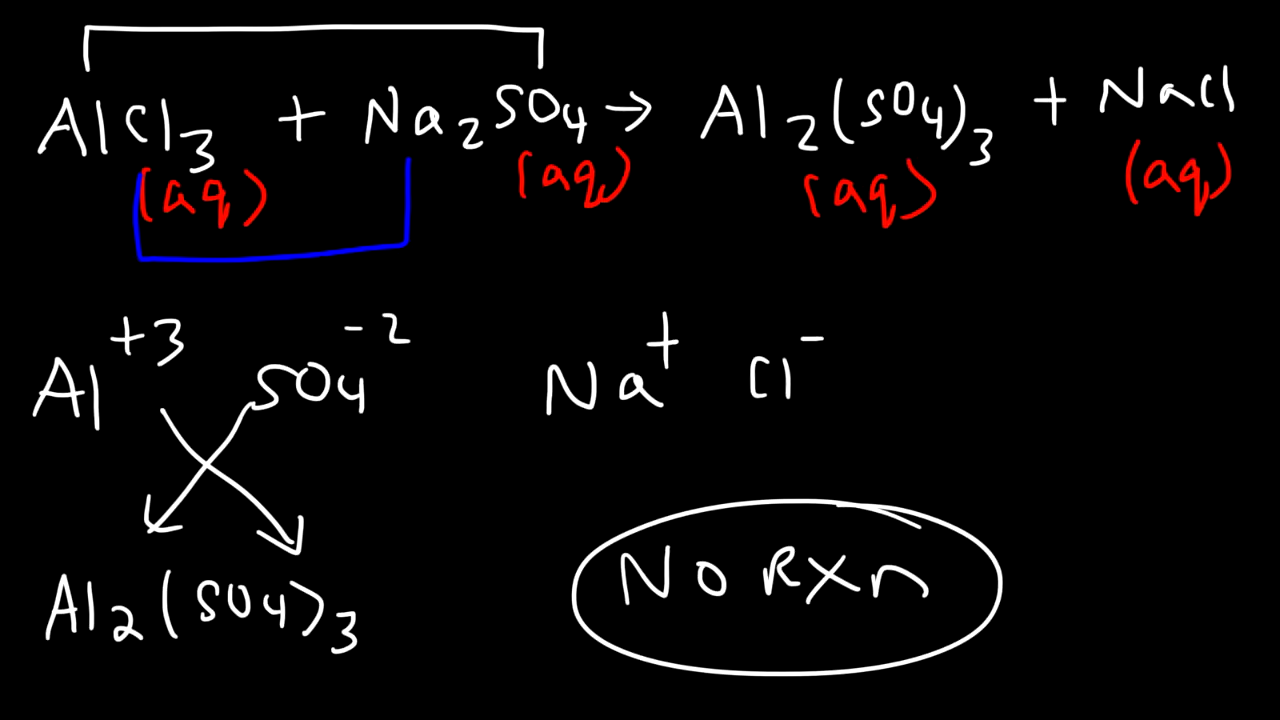 AlCl₃ + Na₂SO₄ → Al₂(SO₄)₃ + NaCl
(aq) (aq) (aq) (aq)
Al⁺³ SO₄⁻² Na⁺ Cl⁻
Al₂(SO₄)₃
NO RXn